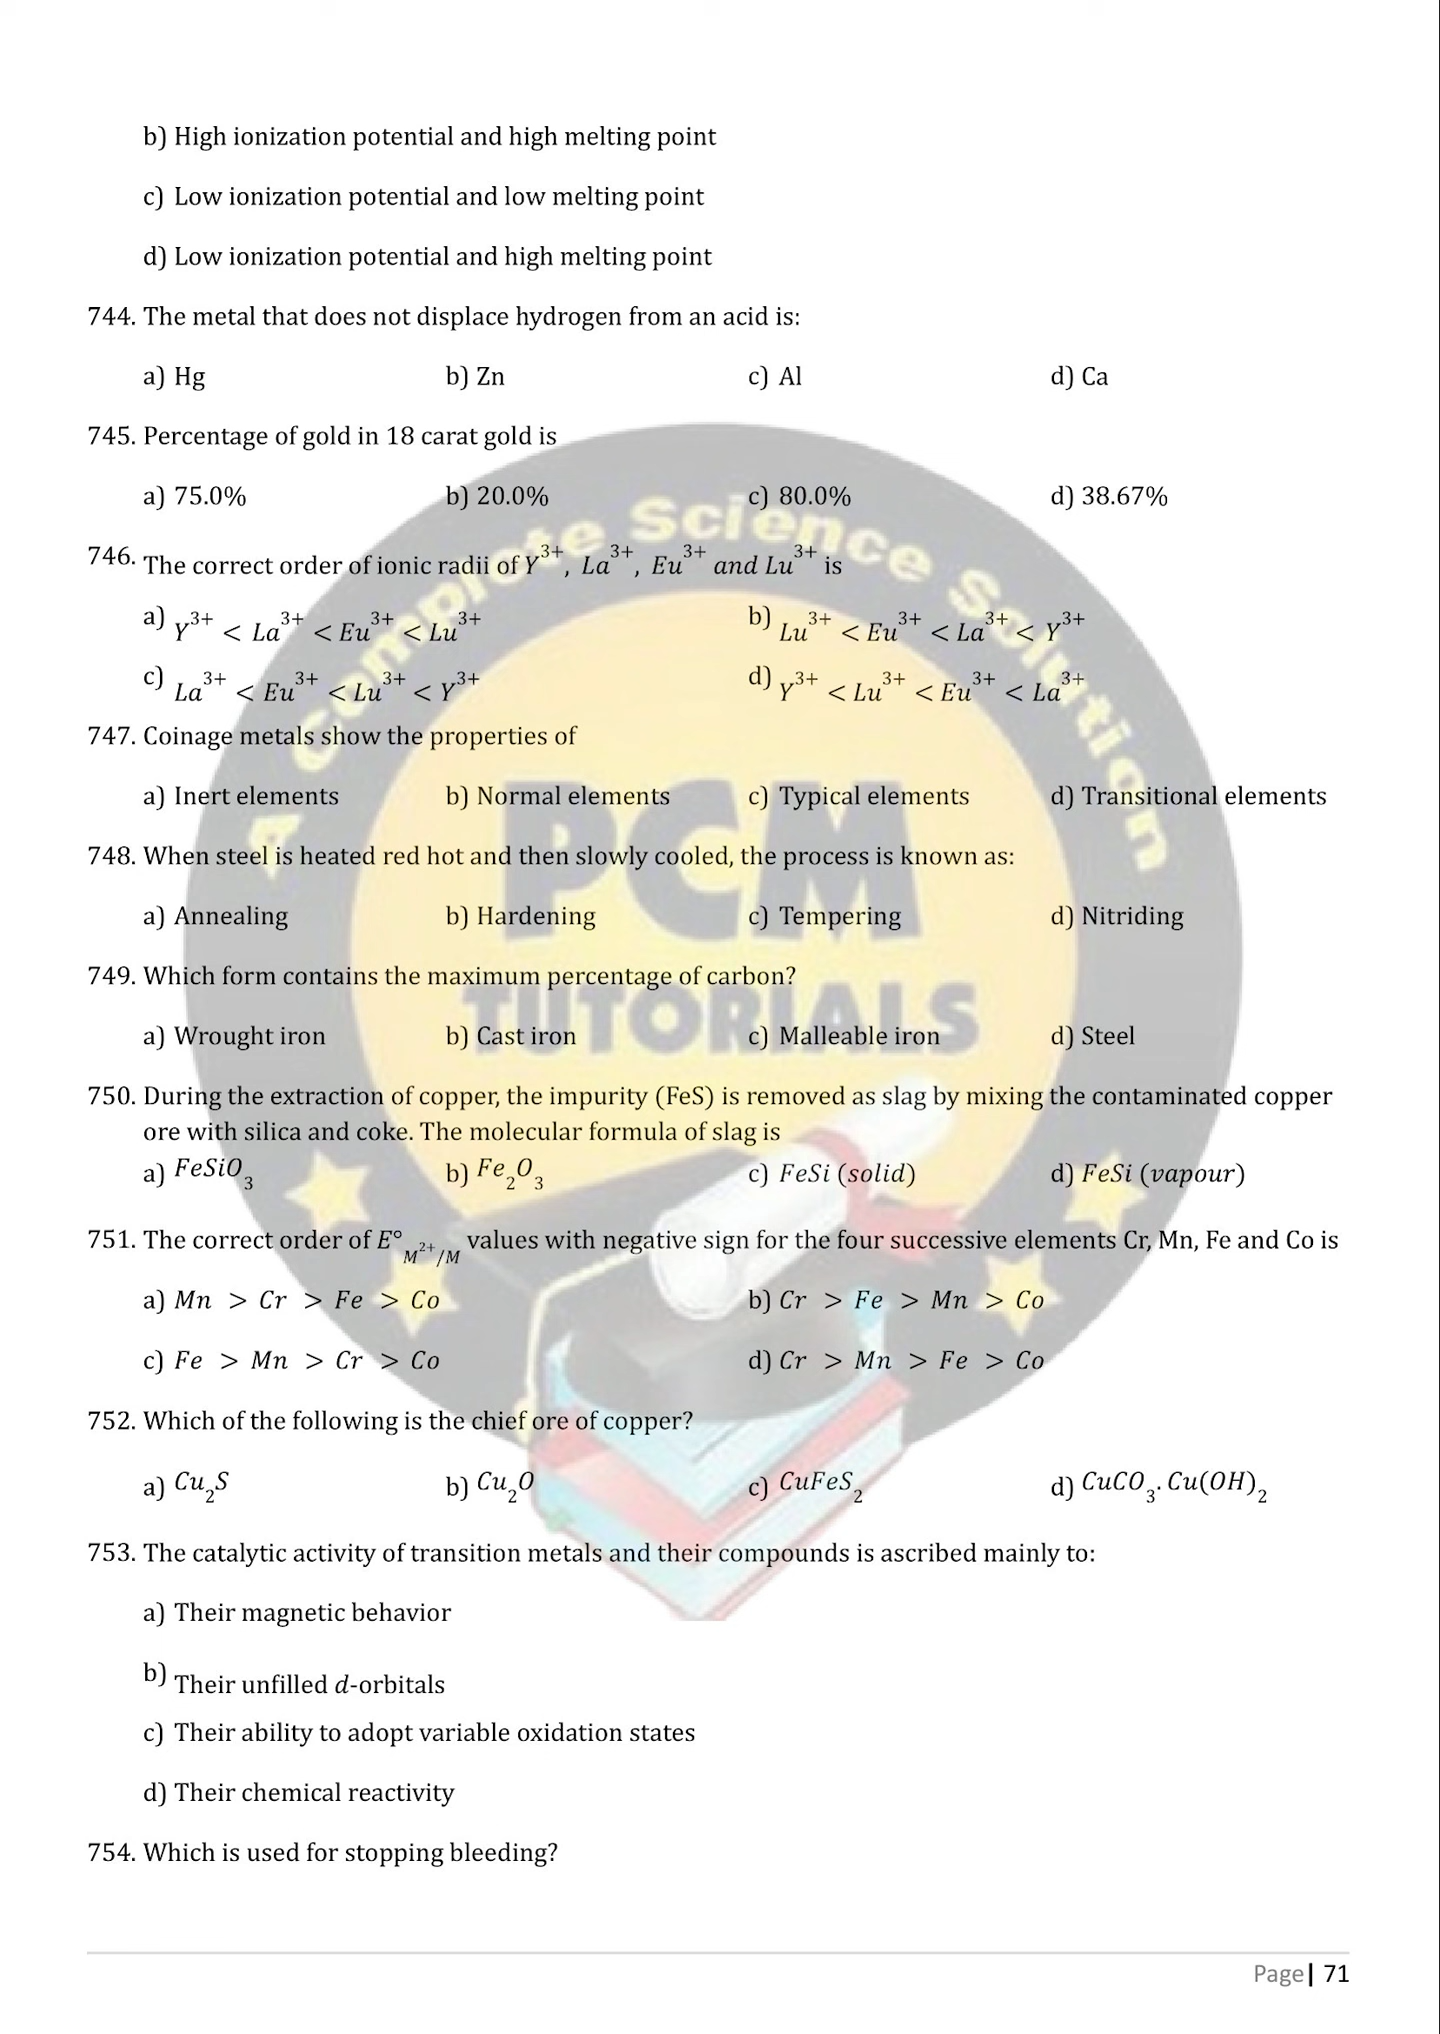 b) High ionization potential and high melting point
c) Low ionization potential and low melting point
d) Low ionization potential and high melting point
744. The metal that does not displace hydrogen from an acid is:
a) Hg b) Zn c) Al d) Ca
745. Percentage of gold in 18 carat gold is
a) 75.0% b) 20.0% c) 80.0% d) 38.67%
746. The correct order of ionic radii of Y³⁺, La³⁺, Eu³⁺ and Lu³⁺ is
a) Y³⁺ < La³⁺ < Eu³⁺ < Lu³⁺ b) Lu³⁺ < Eu³⁺ < La³⁺ < Y³⁺
c) La³⁺ < Eu³⁺ < Lu³⁺ < Y³⁺ d) Y³⁺ < Lu³⁺ < Eu³⁺ < La³⁺
747. Coinage metals show the properties of
a) Inert elements b) Normal elements c) Typical elements d) Transitional elements
748. When steel is heated red hot and then slowly cooled, the process is known as:
a) Annealing b) Hardening c) Tempering d) Nitriding
749. Which form contains the maximum percentage of carbon?
a) Wrought iron b) Cast iron c) Malleable iron d) Steel
750. During the extraction of copper, the impurity (FeS) is removed as slag by mixing the contaminated copper
ore with silica and coke. The molecular formula of slag is
a) FeSiO₃ b) Fe₂O₃ c) FeSi (solid) d) FeSi (vapour)
751. The correct order of E°M²⁺/M values with negative sign for the four successive elements Cr, Mn, Fe and Co is
a) Mn > Cr > Fe > Co b) Cr > Fe > Mn > Co
c) Fe > Mn > Cr > Co d) Cr > Mn > Fe > Co
752. Which of the following is the chief ore of copper?
a) Cu₂S b) Cu₂O c) CuFeS₂ d) CuCO₃.Cu(OH)₂
753. The catalytic activity of transition metals and their compounds is ascribed mainly to:
a) Their magnetic behavior
b) Their unfilled d-orbitals
c) Their ability to adopt variable oxidation states
d) Their chemical reactivity
754. Which is used for stopping bleeding?
Page| 71
A Complete Science Solution
PCM
TUTORIALS